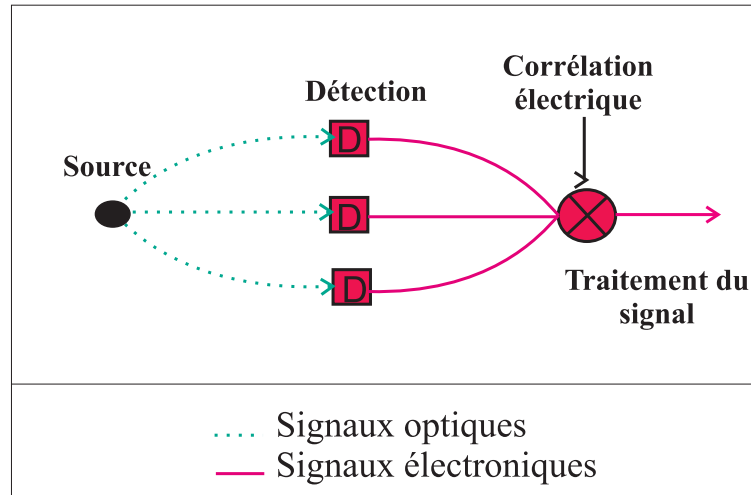 Corrélation
électrique
Détection
D
Source
D
D
Traitement du
signal
Signaux optiques
Signaux électroniques